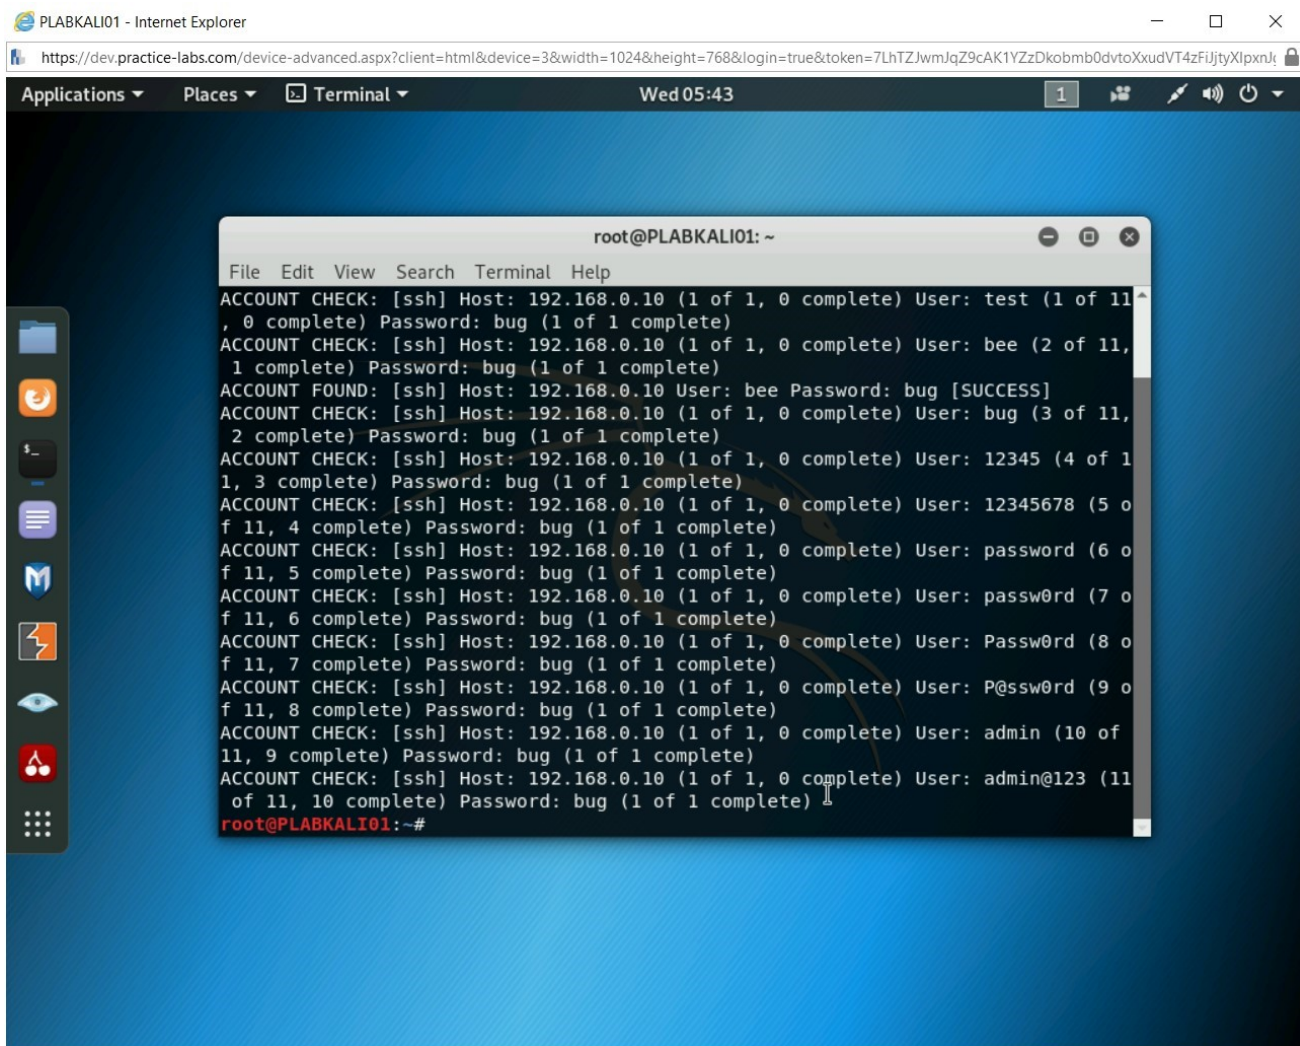 PLABKALI01 - Internet Explorer
https://dev.practice-labs.com/device-advanced.aspx?client=html&device=3&width=1024&height=768&login=true&token=7LhTZJwmJqZ9cAK1YZzDkobmb0dvtoXxudVT4zFiJjtyXIpxnJ
Applications Places Terminal Wed 05:43 1
root@PLABKALI01: ~
File Edit View Search Terminal Help
ACCOUNT CHECK: [ssh] Host: 192.168.0.10 (1 of 1, 0 complete) User: test (1 of 11
, 0 complete) Password: bug (1 of 1 complete)
ACCOUNT CHECK: [ssh] Host: 192.168.0.10 (1 of 1, 0 complete) User: bee (2 of 11,
 1 complete) Password: bug (1 of 1 complete)
ACCOUNT FOUND: [ssh] Host: 192.168.0.10 User: bee Password: bug [SUCCESS]
ACCOUNT CHECK: [ssh] Host: 192.168.0.10 (1 of 1, 0 complete) User: bug (3 of 11,
 2 complete) Password: bug (1 of 1 complete)
ACCOUNT CHECK: [ssh] Host: 192.168.0.10 (1 of 1, 0 complete) User: 12345 (4 of 1
1, 3 complete) Password: bug (1 of 1 complete)
ACCOUNT CHECK: [ssh] Host: 192.168.0.10 (1 of 1, 0 complete) User: 12345678 (5 o
f 11, 4 complete) Password: bug (1 of 1 complete)
ACCOUNT CHECK: [ssh] Host: 192.168.0.10 (1 of 1, 0 complete) User: password (6 o
f 11, 5 complete) Password: bug (1 of 1 complete)
ACCOUNT CHECK: [ssh] Host: 192.168.0.10 (1 of 1, 0 complete) User: passw0rd (7 o
f 11, 6 complete) Password: bug (1 of 1 complete)
ACCOUNT CHECK: [ssh] Host: 192.168.0.10 (1 of 1, 0 complete) User: Passw0rd (8 o
f 11, 7 complete) Password: bug (1 of 1 complete)
ACCOUNT CHECK: [ssh] Host: 192.168.0.10 (1 of 1, 0 complete) User: P@ssw0rd (9 o
f 11, 8 complete) Password: bug (1 of 1 complete)
ACCOUNT CHECK: [ssh] Host: 192.168.0.10 (1 of 1, 0 complete) User: admin (10 of
11, 9 complete) Password: bug (1 of 1 complete)
ACCOUNT CHECK: [ssh] Host: 192.168.0.10 (1 of 1, 0 complete) User: admin@123 (11
 of 11, 10 complete) Password: bug (1 of 1 complete)
root@PLABKALI01:~#